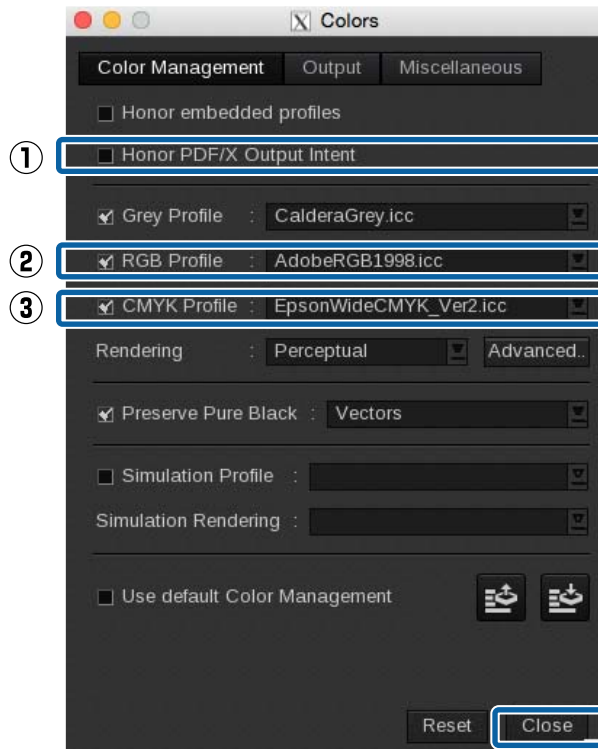 Colors
Color Management Output Miscellaneous
Honor embedded profiles
① Honor PDF/X Output Intent
Grey Profile : CalderaGrey.icc
② RGB Profile : AdobeRGB1998.icc
③ CMYK Profile : EpsonWideCMYK_Ver2.icc
Rendering : Perceptual Advanced..
Preserve Pure Black : Vectors
Simulation Profile :
Simulation Rendering :
Use default Color Management
Reset Close